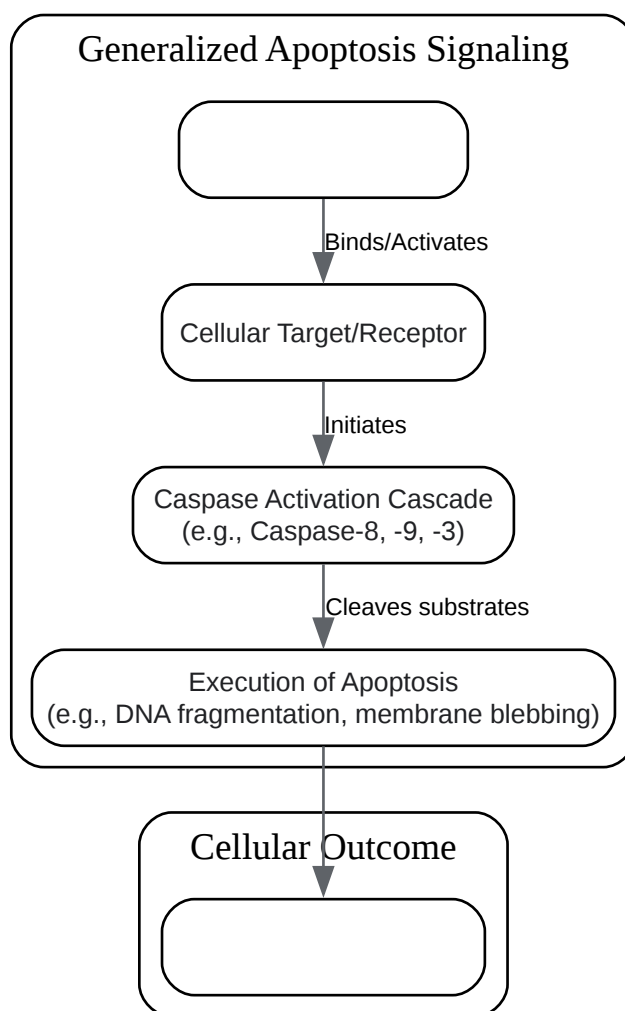 Generalized Apoptosis Signaling
Binds/Activates
Cellular Target/Receptor
Initiates
Caspase Activation Cascade
(e.g., Caspase-8, -9, -3)
Cleaves substrates
Execution of Apoptosis
(e.g., DNA fragmentation, membrane blebbing)
Cellular Outcome